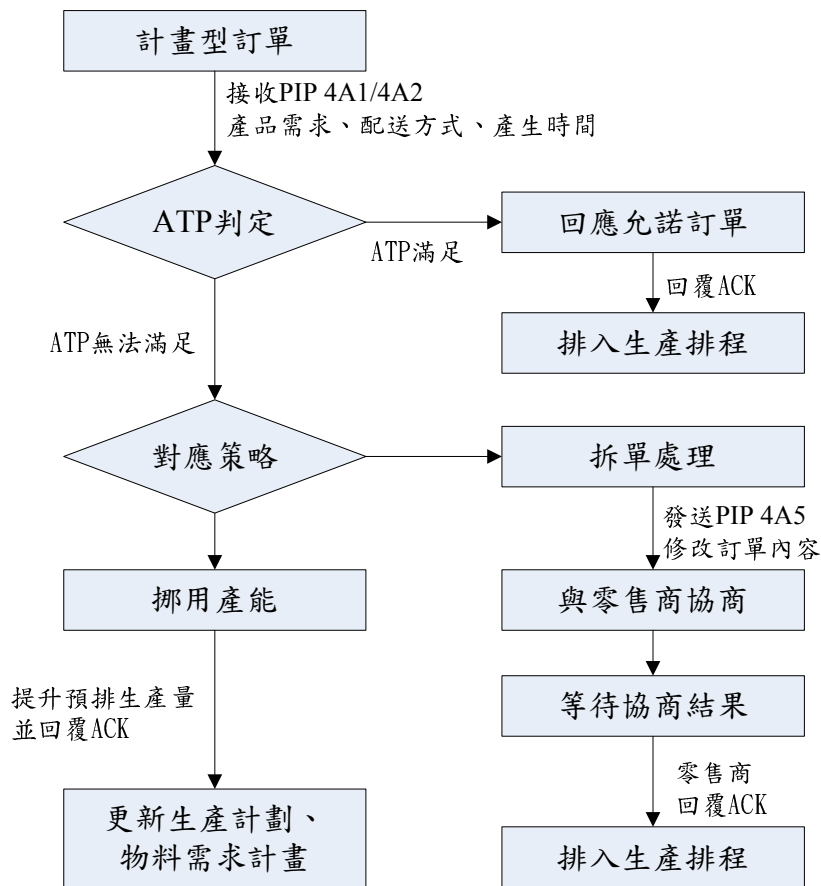 計畫型訂單
接收PIP 4A1/4A2
產品需求、配送方式、產生時間
ATP判定
ATP滿足
回應允諾訂單
回覆ACK
排入生產排程
ATP無法滿足
對應策略
拆單處理
發送PIP 4A5
修改訂單內容
挪用產能
與零售商協商
提升預排生產量
並回覆ACK
等待協商結果
零售商
回覆ACK
更新生產計劃、
物料需求計畫
排入生產排程